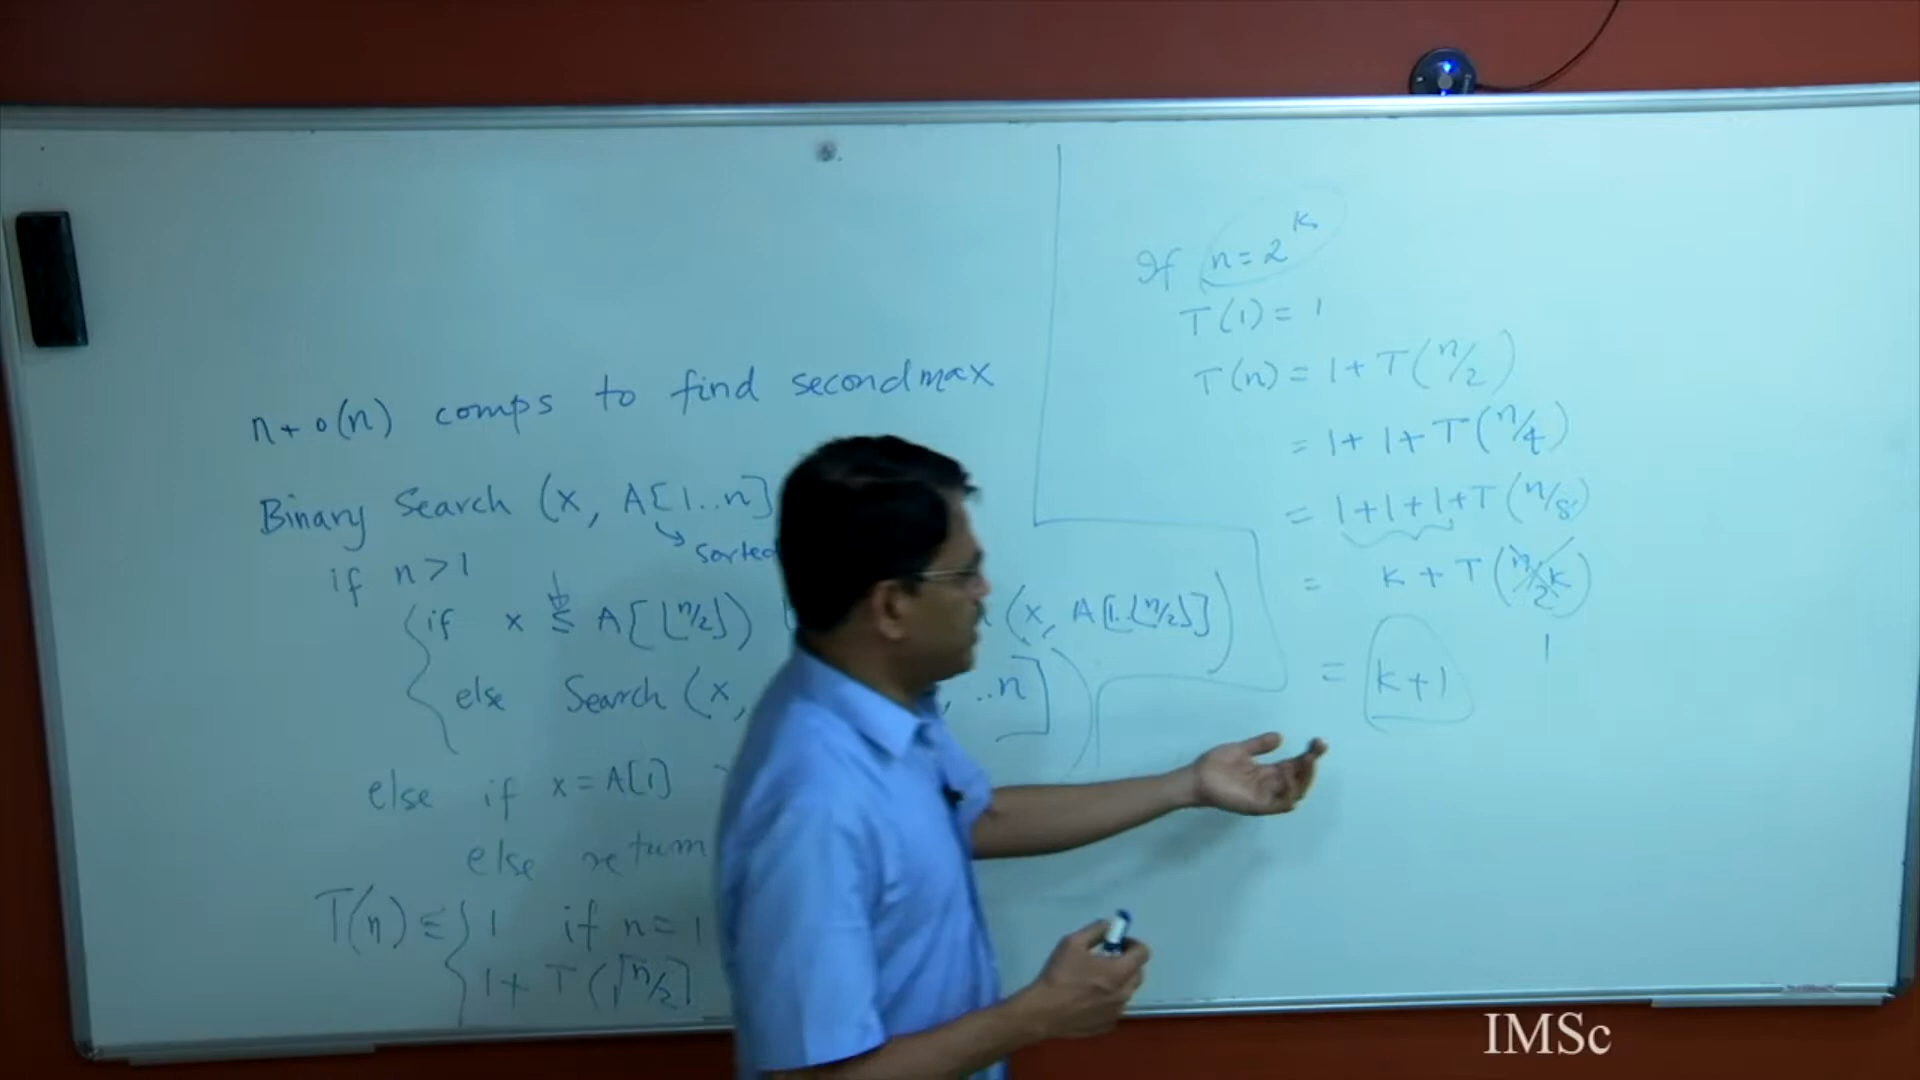 n+o(n) comps to find secondmax
Binary Search (x, A[1..n]
sorted
if n>1
if x ≤ A[⌊n/2⌋) (x, A[1..⌊n/2⌋])
else Search (x, ..n])
else if x=A[1]
else return
T(n) ≤ { 1 if n=1
1+ T(⌈n/2⌉
If n=2^k
T(1)= 1
T(n)= 1+T(n/2)
= 1+ 1+ T(n/4)
= 1+1+1+T(n/8)
= k+T(n/2^k)
1
= k+1
IMSc